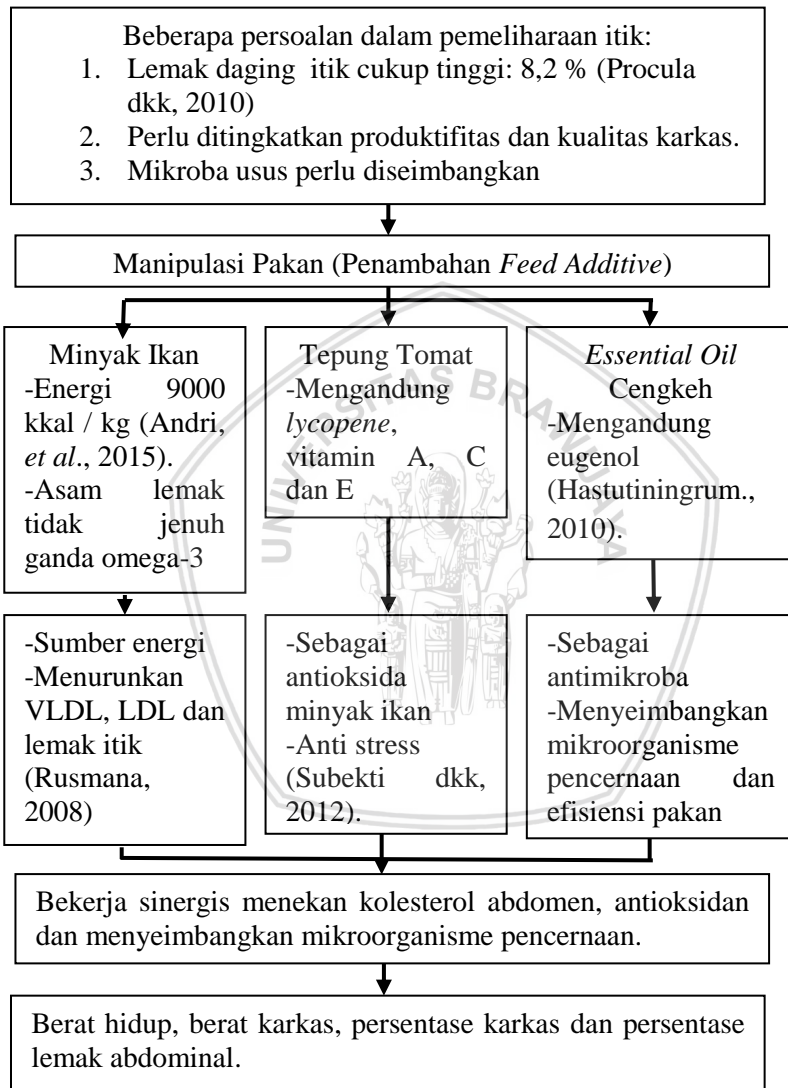 Beberapa persoalan dalam pemeliharaan itik:
1. Lemak daging itik cukup tinggi: 8,2 % (Procula
dkk, 2010)
2. Perlu ditingkatkan produktifitas dan kualitas karkas.
3. Mikroba usus perlu diseimbangkan
Manipulasi Pakan (Penambahan Feed Additive)
Minyak Ikan
-Energi 9000
kkal / kg (Andri,
et al., 2015).
-Asam lemak
tidak jenuh
ganda omega-3
Tepung Tomat
-Mengandung
lycopene,
vitamin A, C
dan E
Essential Oil
Cengkeh
-Mengandung
eugenol
(Hastutiningrum.,
2010).
-Sumber energi
-Menurunkan
VLDL, LDL dan
lemak itik
(Rusmana,
2008)
-Sebagai
antioksida
minyak ikan
-Anti stress
(Subekti dkk,
2012).
-Sebagai
antimikroba
-Menyeimbangkan
mikroorganisme
pencernaan dan
efisiensi pakan
Bekerja sinergis menekan kolesterol abdomen, antioksidan
dan menyeimbangkan mikroorganisme pencernaan.
Berat hidup, berat karkas, persentase karkas dan persentase
lemak abdominal.
UNIVERSITAS BRAWIJAYA